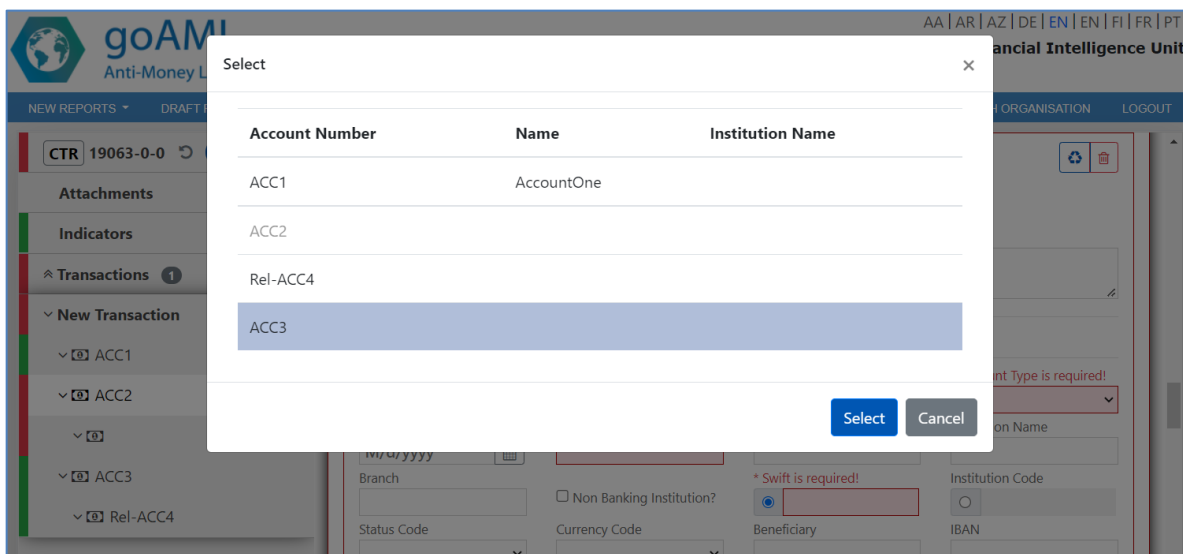 AA | AR | AZ | DE | EN | EN | FI | FR | PT
goAML
ancial Intelligence Unit
Anti-Money L
Select ×
NEW REPORTS DRAFT ORGANISATION LOGOUT
Account Number Name Institution Name
CTR 19063-0-0
ACC1 AccountOne
Attachments
ACC2
Indicators
Transactions 1
Rel-ACC4
New Transaction
ACC3
ACC1
nt Type is required!
ACC2
Select Cancel
on Name
M/d/yyyy
ACC3
Branch * Swift is required! Institution Code
Non Banking Institution?
Rel-ACC4
Status Code Currency Code Beneficiary IBAN